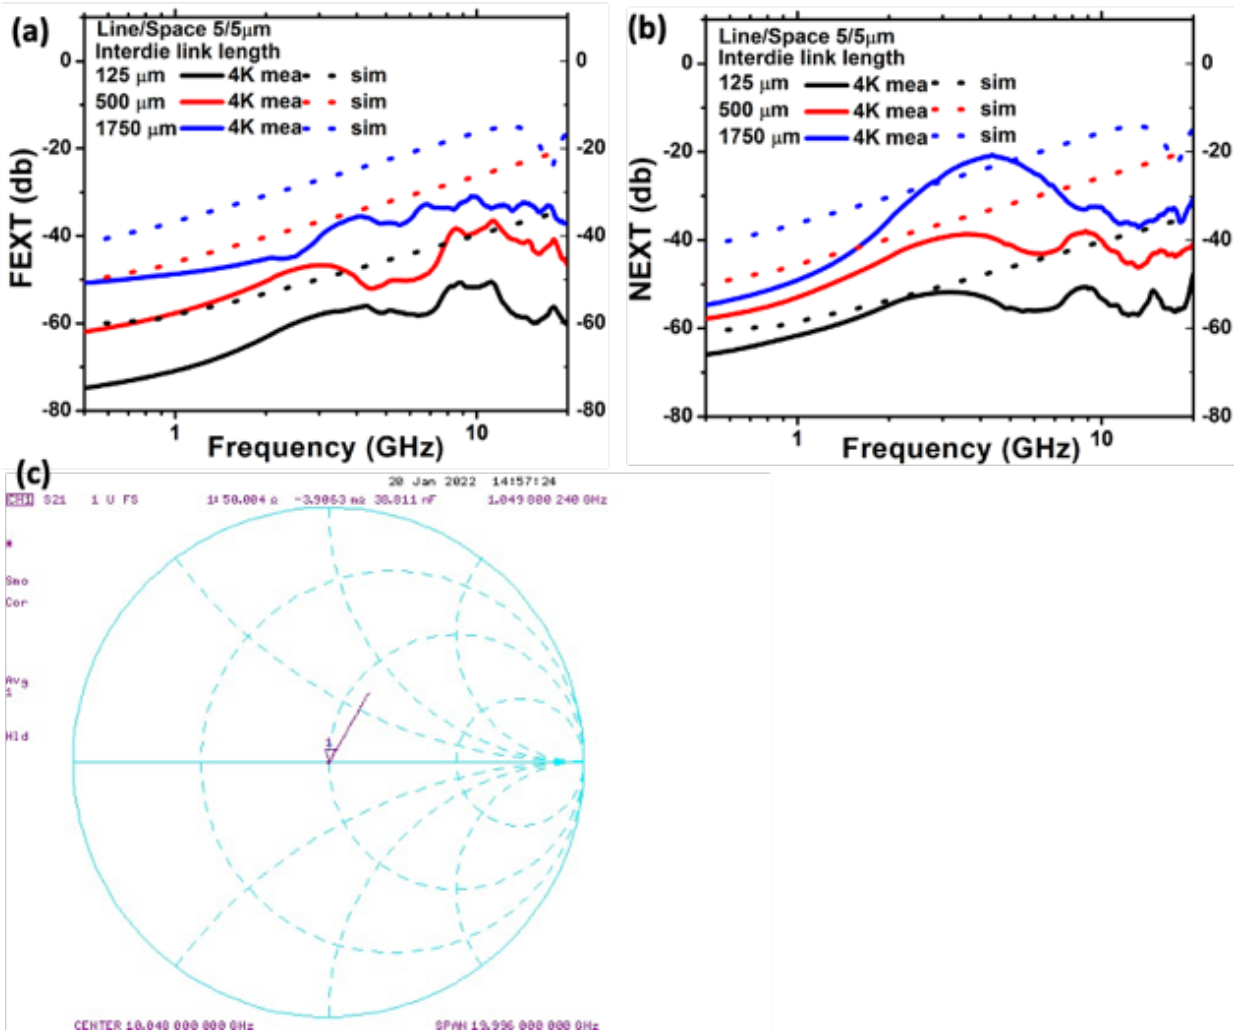 (a)
Line/Space 5/5μm
Interdie link length
125 μm 4K mea sim
500 μm 4K mea sim
1750 μm 4K mea sim
FEXT (db)
0
-20
-40
-60
-80
0
-20
-40
-60
-80
1 10
Frequency (GHz)
(b)
Line/Space 5/5μm
Interdie link length
125 μm 4K mea sim
500 μm 4K mea sim
1750 μm 4K mea sim
NEXT (db)
0
-20
-40
-60
-80
0
-20
-40
-60
-80
1 10
Frequency (GHz)
(c)
20 Jan 2022 14:57:24
CH1 S21 1 U FS 1: 50.004 Ω -3.9063 mΩ 38.811 nF 1.049 800 240 GHz
*
Smo
Cor
Avg
Hld
1
CENTER 10.048 000 000 GHz SPAN 19.996 000 000 GHz